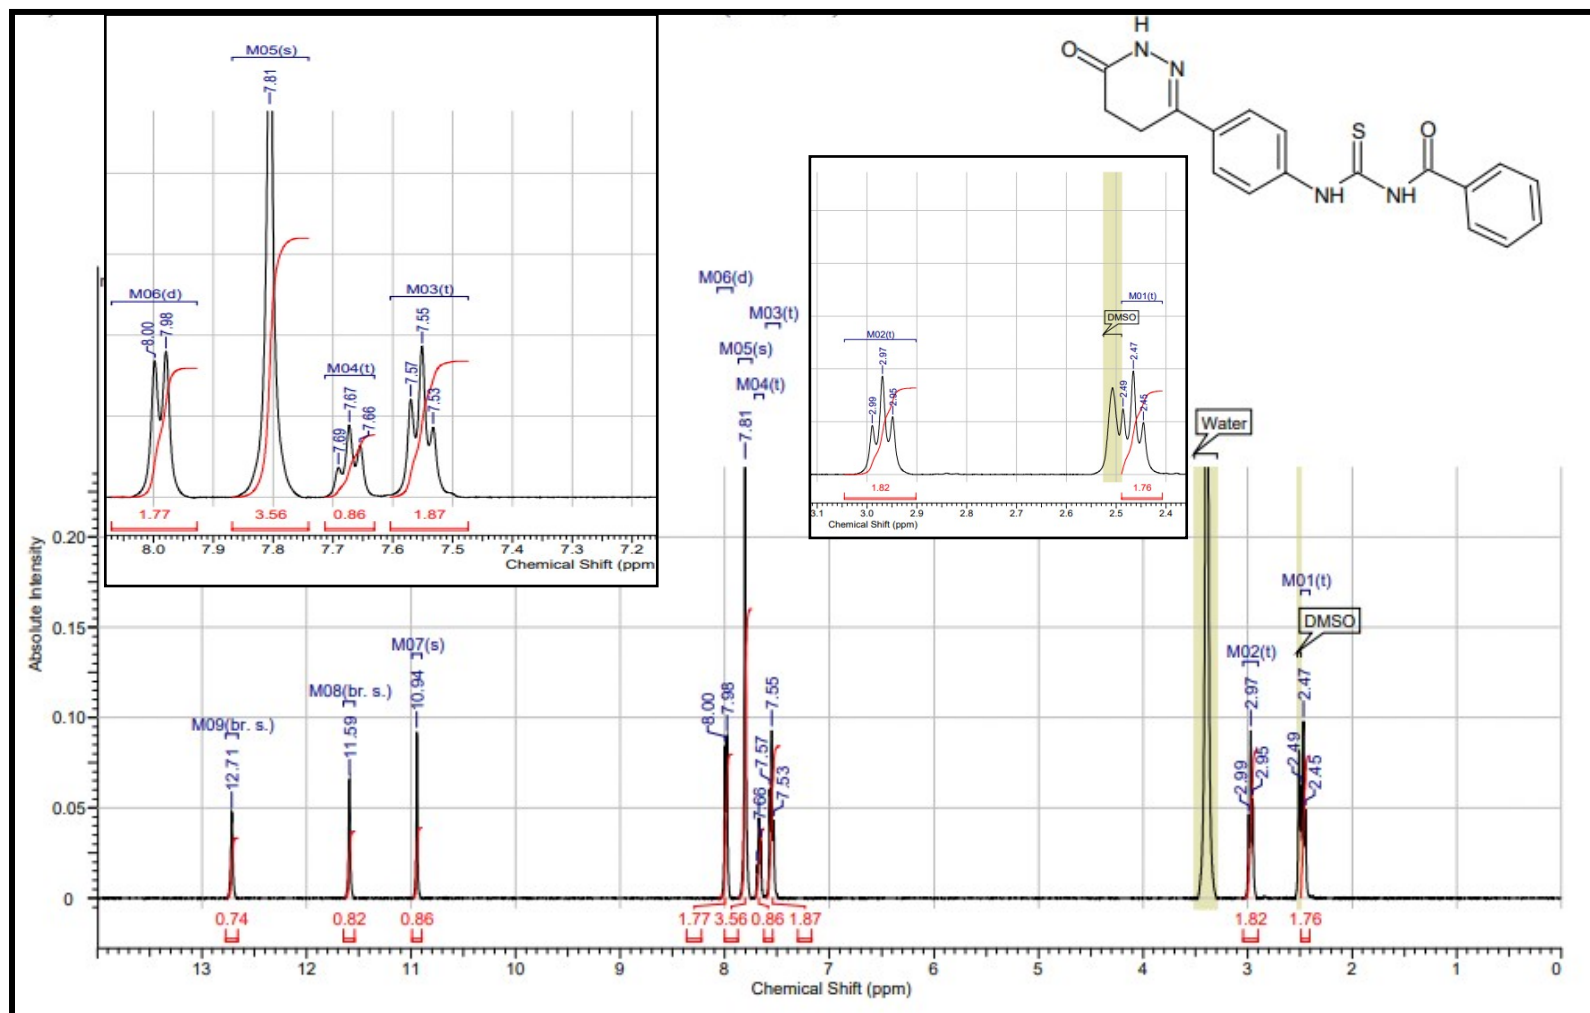 M05(s)
7.81
M06(d)
8.00
7.98
M04(t)
7.69
7.67
7.66
M03(t)
7.57
7.55
7.53
1.77
3.56
0.86
1.87
8.0 7.9 7.8 7.7 7.6 7.5 7.4 7.3 7.2
Chemical Shift (ppm
O
H
N
N
S
O
NH
NH
M02(t)
2.99
2.97
2.95
DMSO
M01(t)
2.49
2.47
2.45
1.82
1.76
3.1 3.0 2.9 2.8 2.7 2.6 2.5 2.4
Chemical Shift (ppm)
M06(d)
M03(t)
M05(s)
M04(t)
7.81
Water
M01(t)
DMSO
M02(t)
M07(s)
M08(br. s.)
M09(br. s.)
12.71
11.59
10.94
8.00
7.98
7.66
7.57
7.55
7.53
2.99
2.97
2.95
2.49
2.47
2.45
Absolute Intensity
0.20
0.15
0.10
0.05
0
0.74 0.82 0.86 1.77 3.56 0.86 1.87 1.82 1.76
13 12 11 10 9 8 7 6 5 4 3 2 1 0
Chemical Shift (ppm)